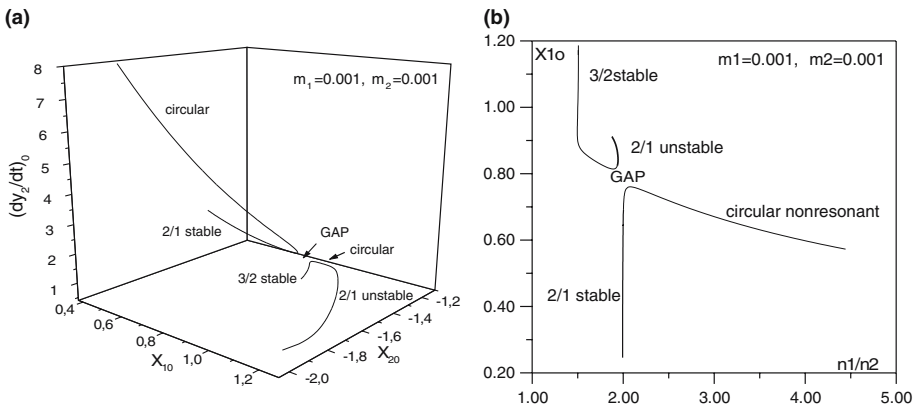 (a)
8
7
6
5
4
3
2
1
(dy₂/dt)₀
m₁=0.001, m₂=0.001
circular
2/1 stable
GAP
circular
3/2 stable
2/1 unstable
0,4
0,6
0,8
1,0
1,2
X₁₀
-2,0
-1,8
-1,6
-1,4
-1,2
X₂₀
(b)
1.20
1.00
0.80
0.60
0.40
0.20
X1o
m1=0.001, m2=0.001
3/2stable
2/1 unstable
GAP
circular nonresonant
2/1 stable
n1/n2
1.00
2.00
3.00
4.00
5.00